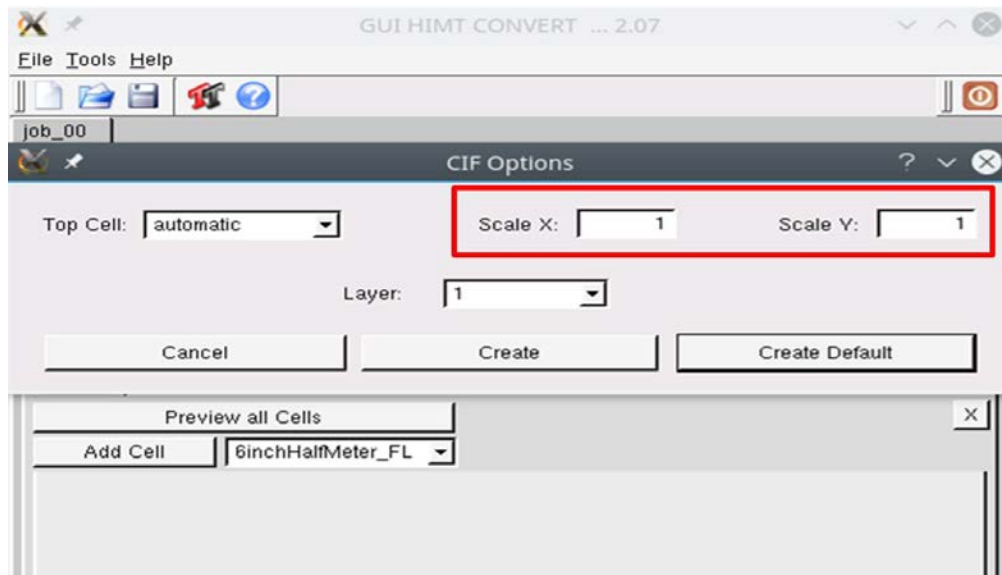 GUI HIMT CONVERT ... 2.07
File Tools Help
job_00
CIF Options ?
Top Cell: automatic Scale X: 1 Scale Y: 1
Layer: 1
Cancel Create Create Default
Preview all Cells X
Add Cell 6inchHalfMeter_FL